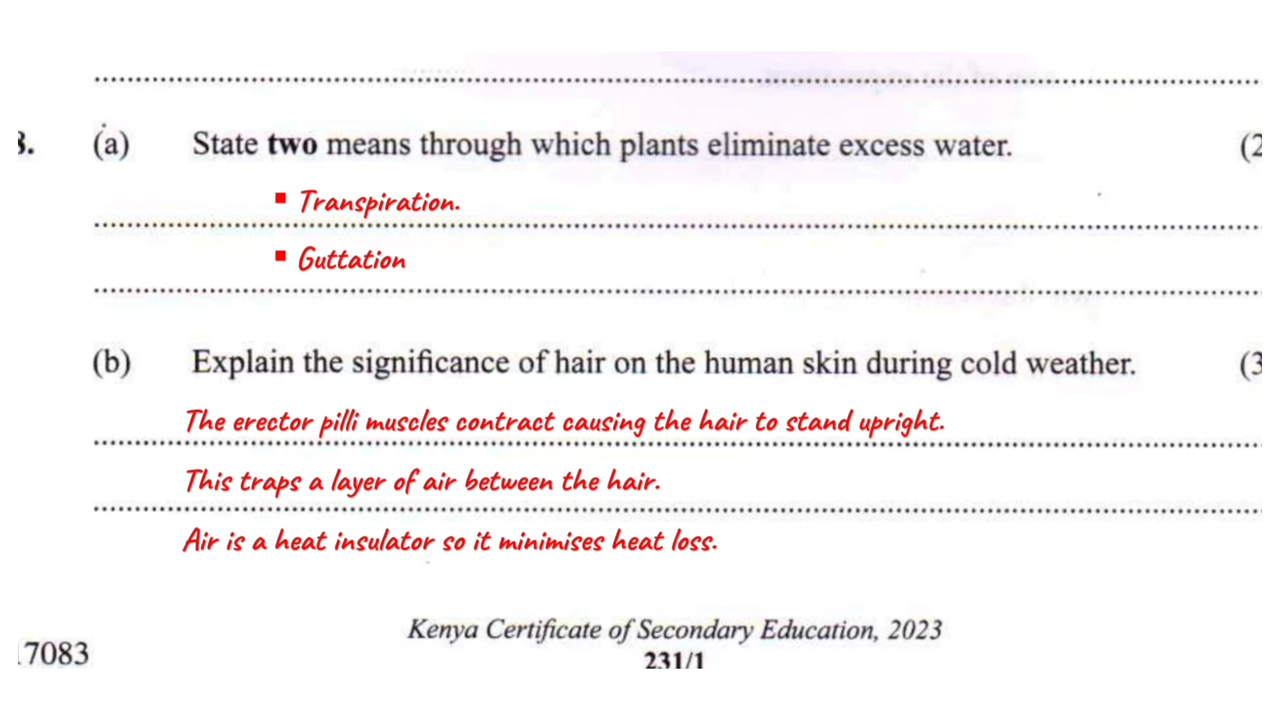 3. (a) State two means through which plants eliminate excess water. (2
▪ Transpiration.
▪ Guttation
(b) Explain the significance of hair on the human skin during cold weather. (3
The erector pilli muscles contract causing the hair to stand upright.
This traps a layer of air between the hair.
Air is a heat insulator so it minimises heat loss.
Kenya Certificate of Secondary Education, 2023
7083
231/1